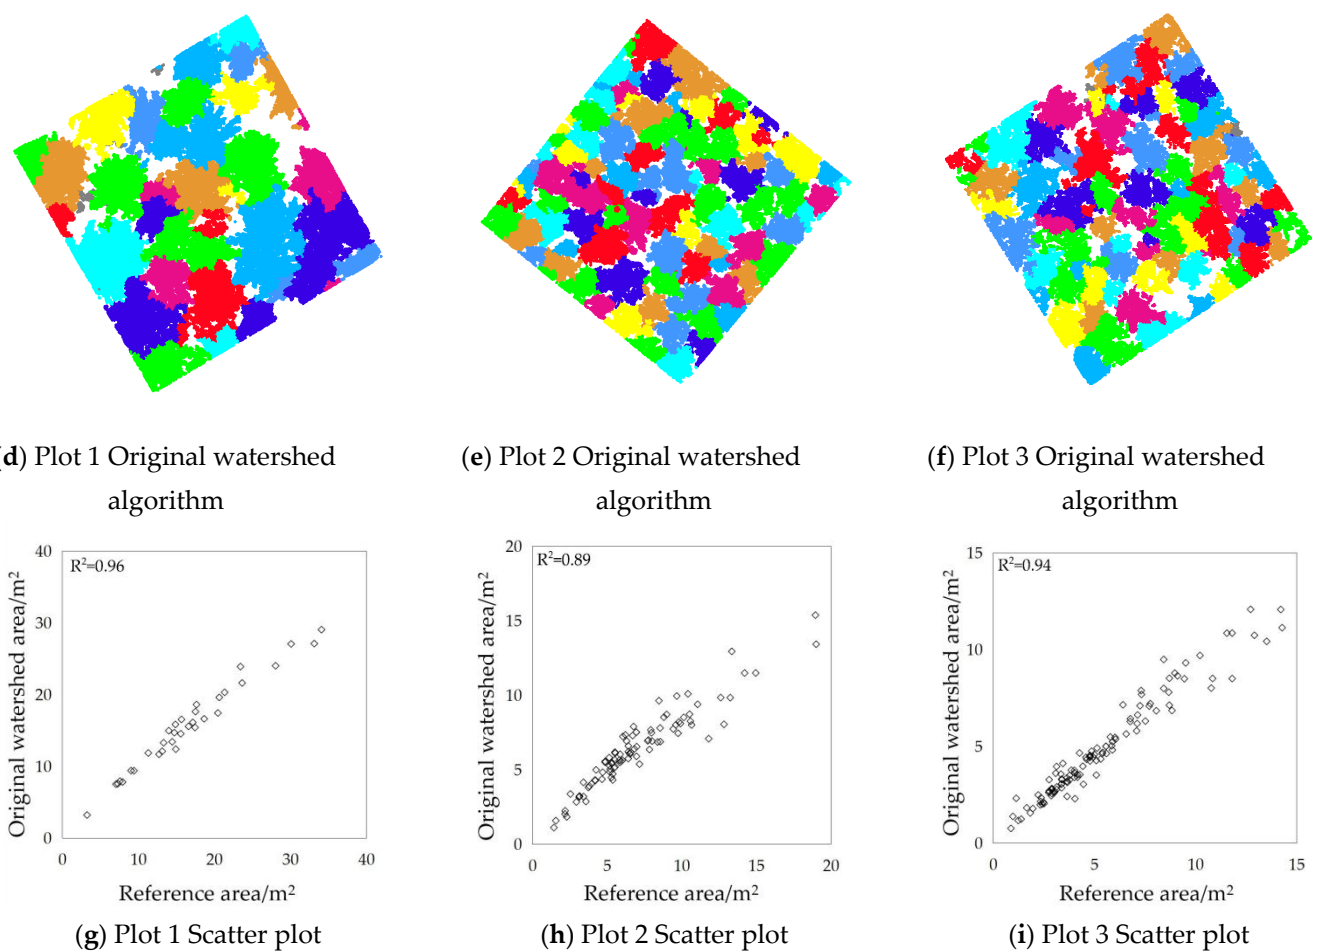 (d) Plot 1 Original watershed
algorithm
(e) Plot 2 Original watershed
algorithm
(f) Plot 3 Original watershed
algorithm
R²=0.96
40
30
20
10
0
0 10 20 30 40
Original watershed area/m²
Reference area/m²
(g) Plot 1 Scatter plot
R²=0.89
20
15
10
5
0
0 5 10 15 20
Original watershed area/m²
Reference area/m²
(h) Plot 2 Scatter plot
R²=0.94
15
10
5
0
0 5 10 15
Original watershed area/m²
Reference area/m²
(i) Plot 3 Scatter plot